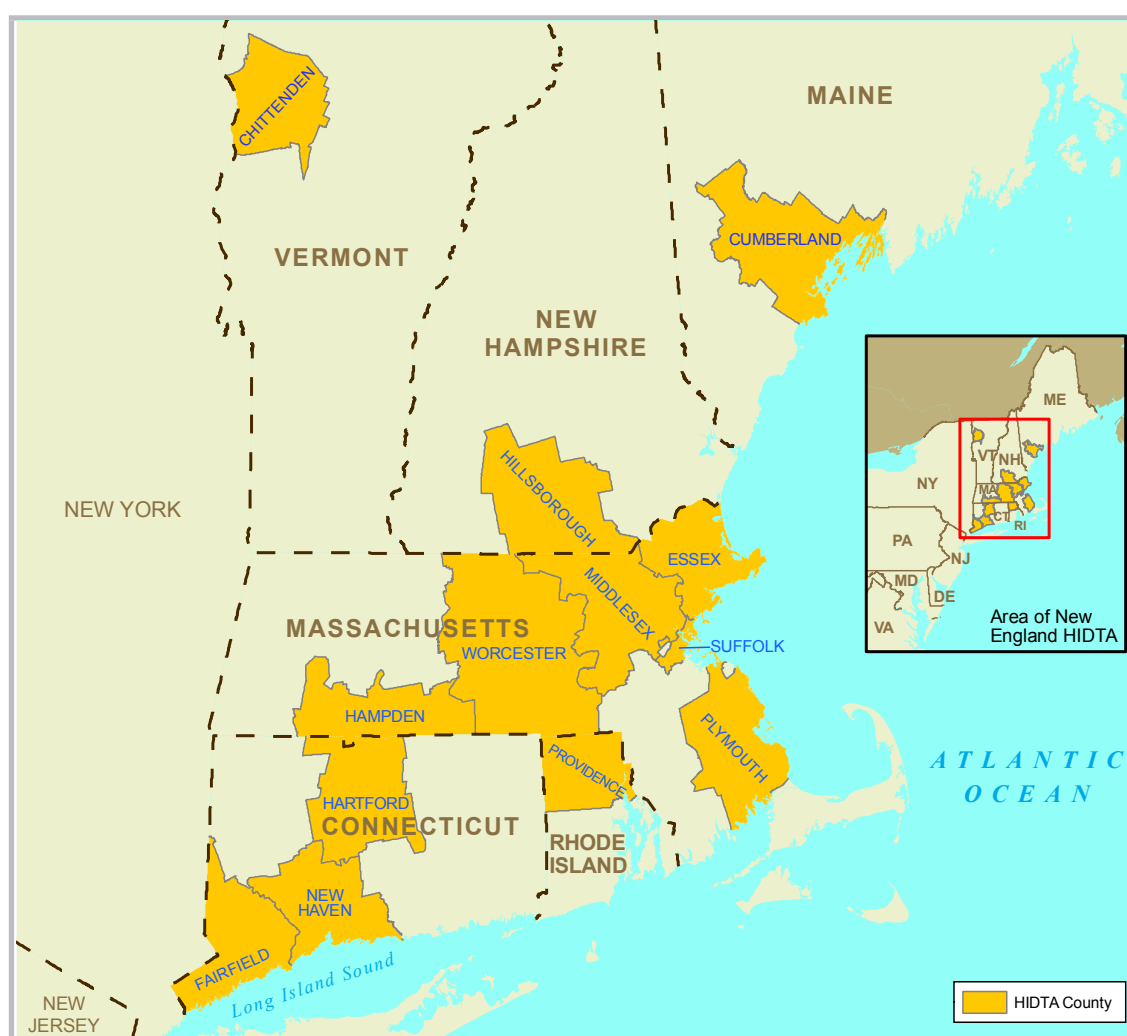 CHITTENDEN
MAINE
CUMBERLAND
VERMONT
NEW
HAMPSHIRE
NEW YORK
HILLSBOROUGH
ESSEX
MIDDLESEX
MASSACHUSETTS
WORCESTER
SUFFOLK
HAMPDEN
PLYMOUTH
PROVIDENCE
HARTFORD
CONNECTICUT
RHODE
ISLAND
NEW
HAVEN
FAIRFIELD
Long Island Sound
NEW
JERSEY
ATLANTIC
OCEAN
ME
VT
NH
NY
MA
CT
RI
PA
NJ
MD
DE
VA
Area of New
England HIDTA
HIDTA County